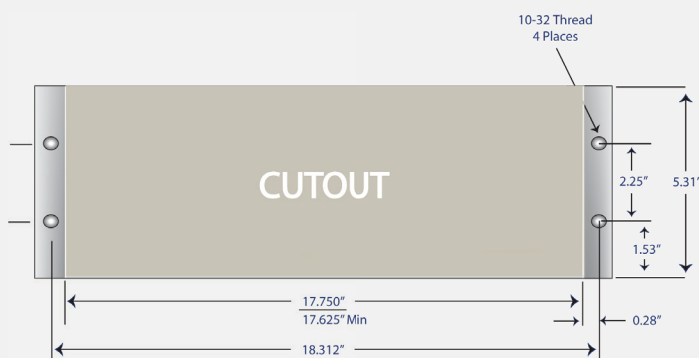 10-32 Thread
4 Places
CUTOUT
2.25"
5.31"
1.53"
17.750"
17.625" Min
0.28"
18.312"